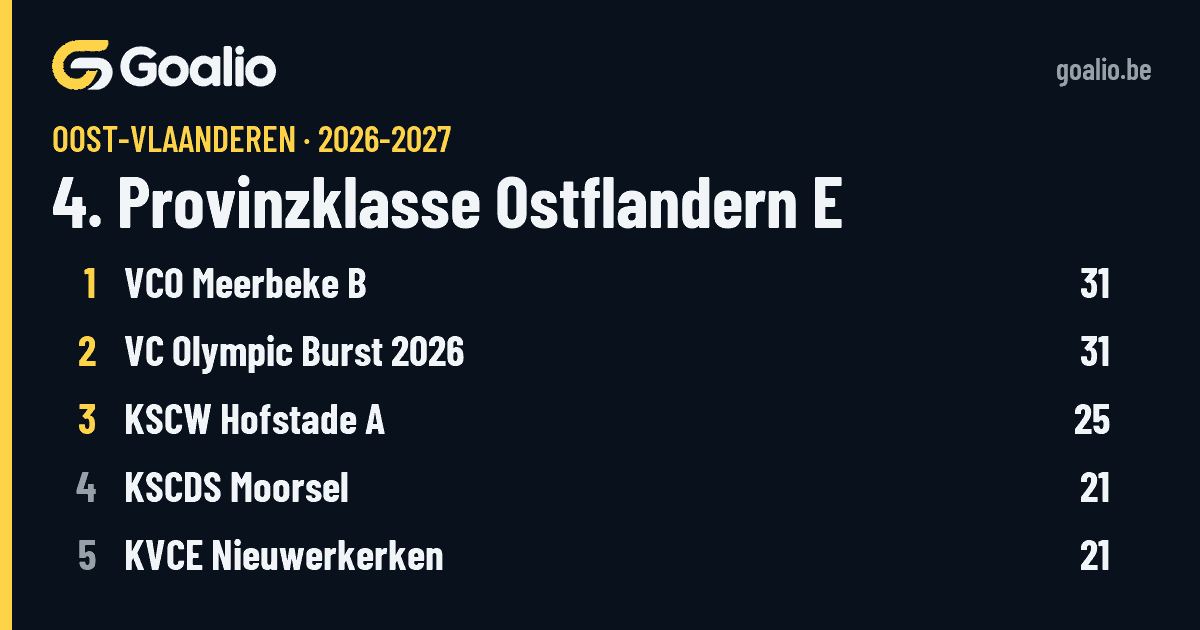 Goalio
goalio.be
OOST-VLAANDEREN · 2026-2027
4. Provinzklasse Ostflandern E
1 VCO Meerbeke B 31
2 VC Olympic Burst 2026 31
3 KSCW Hofstade A 25
4 KSCDS Moorsel 21
5 KVCE Nieuwerkerken 21